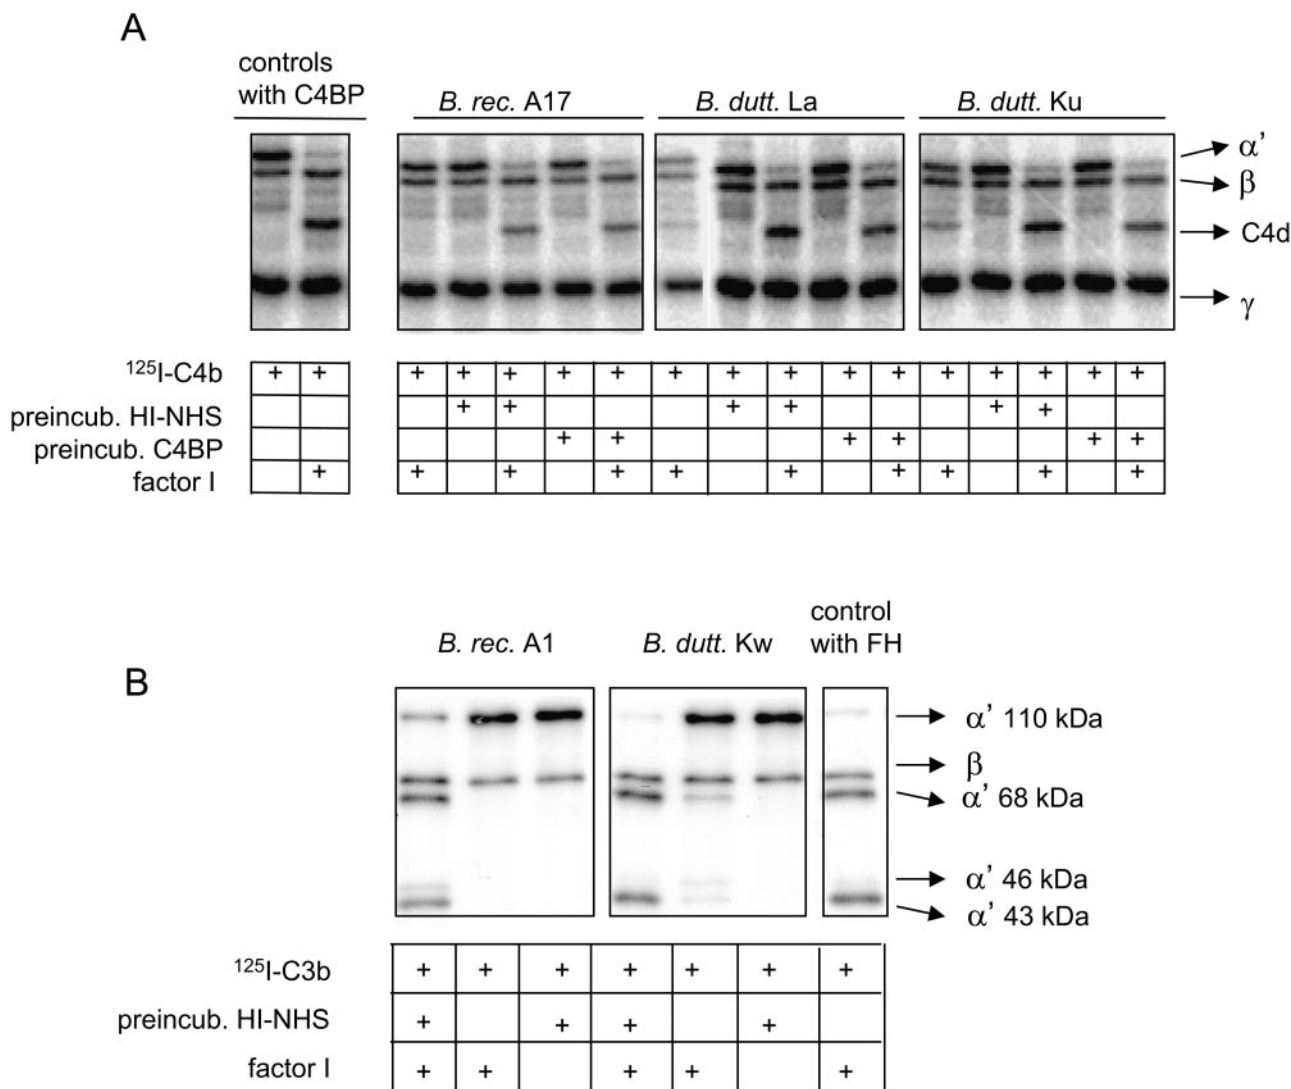 A
controls
with C4BP
B. rec. A17
B. dutt. La
B. dutt. Ku
α’
β
C4d
γ
125I-C4b + + + + + + + + + + + + + + + + +
preincub. HI-NHS + + + + + +
preincub. C4BP + + + + + +
factor I + + + + + + + + + +
B
B. rec. A1
B. dutt. Kw
control
with FH
α’ 110 kDa
β
α’ 68 kDa
α’ 46 kDa
α’ 43 kDa
125I-C3b + + + + + + +
preincub. HI-NHS + + + +
factor I + + + + +